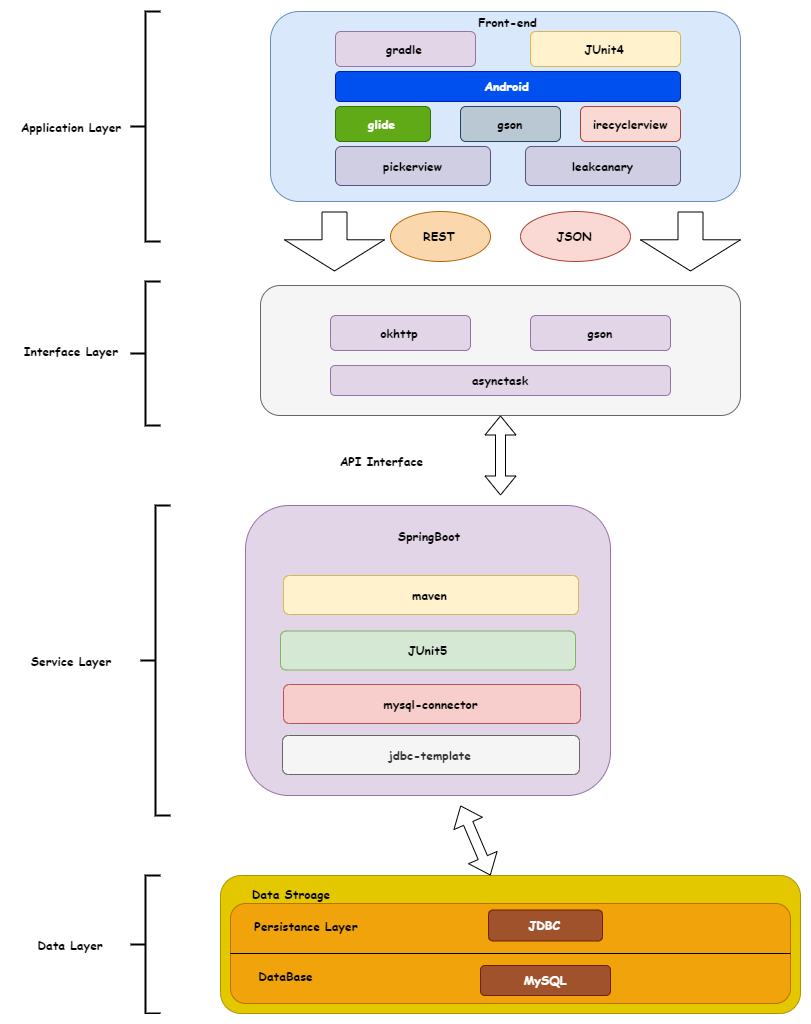 Front-end
gradle
JUnit4
Android
Application Layer
glide
gson
irecyclerview
pickerview
leakcanary
REST
JSON
okhttp
gson
Interface Layer
asynctask
API Interface
SpringBoot
maven
JUnit5
Service Layer
mysql-connector
jdbc-template
Data Stroage
Persistance Layer
JDBC
Data Layer
DataBase
MySQL